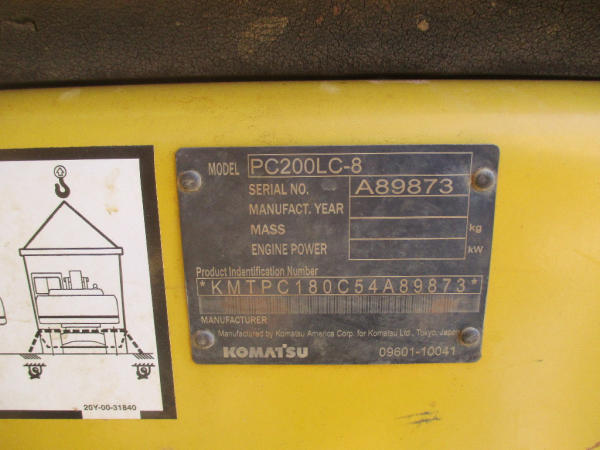 MODEL PC200LC-8
SERIAL NO. A89873
MANUFACT. YEAR
MASS kg
ENGINE POWER kW
Product Indentification Number
*KMTPC180C54A89873*
MANUFACTURER
Manufactured by Komatsu America Corp. for Komatsu Ltd., Tokyo, Japan
KOMATSU 09601-10041
20Y-00-31840